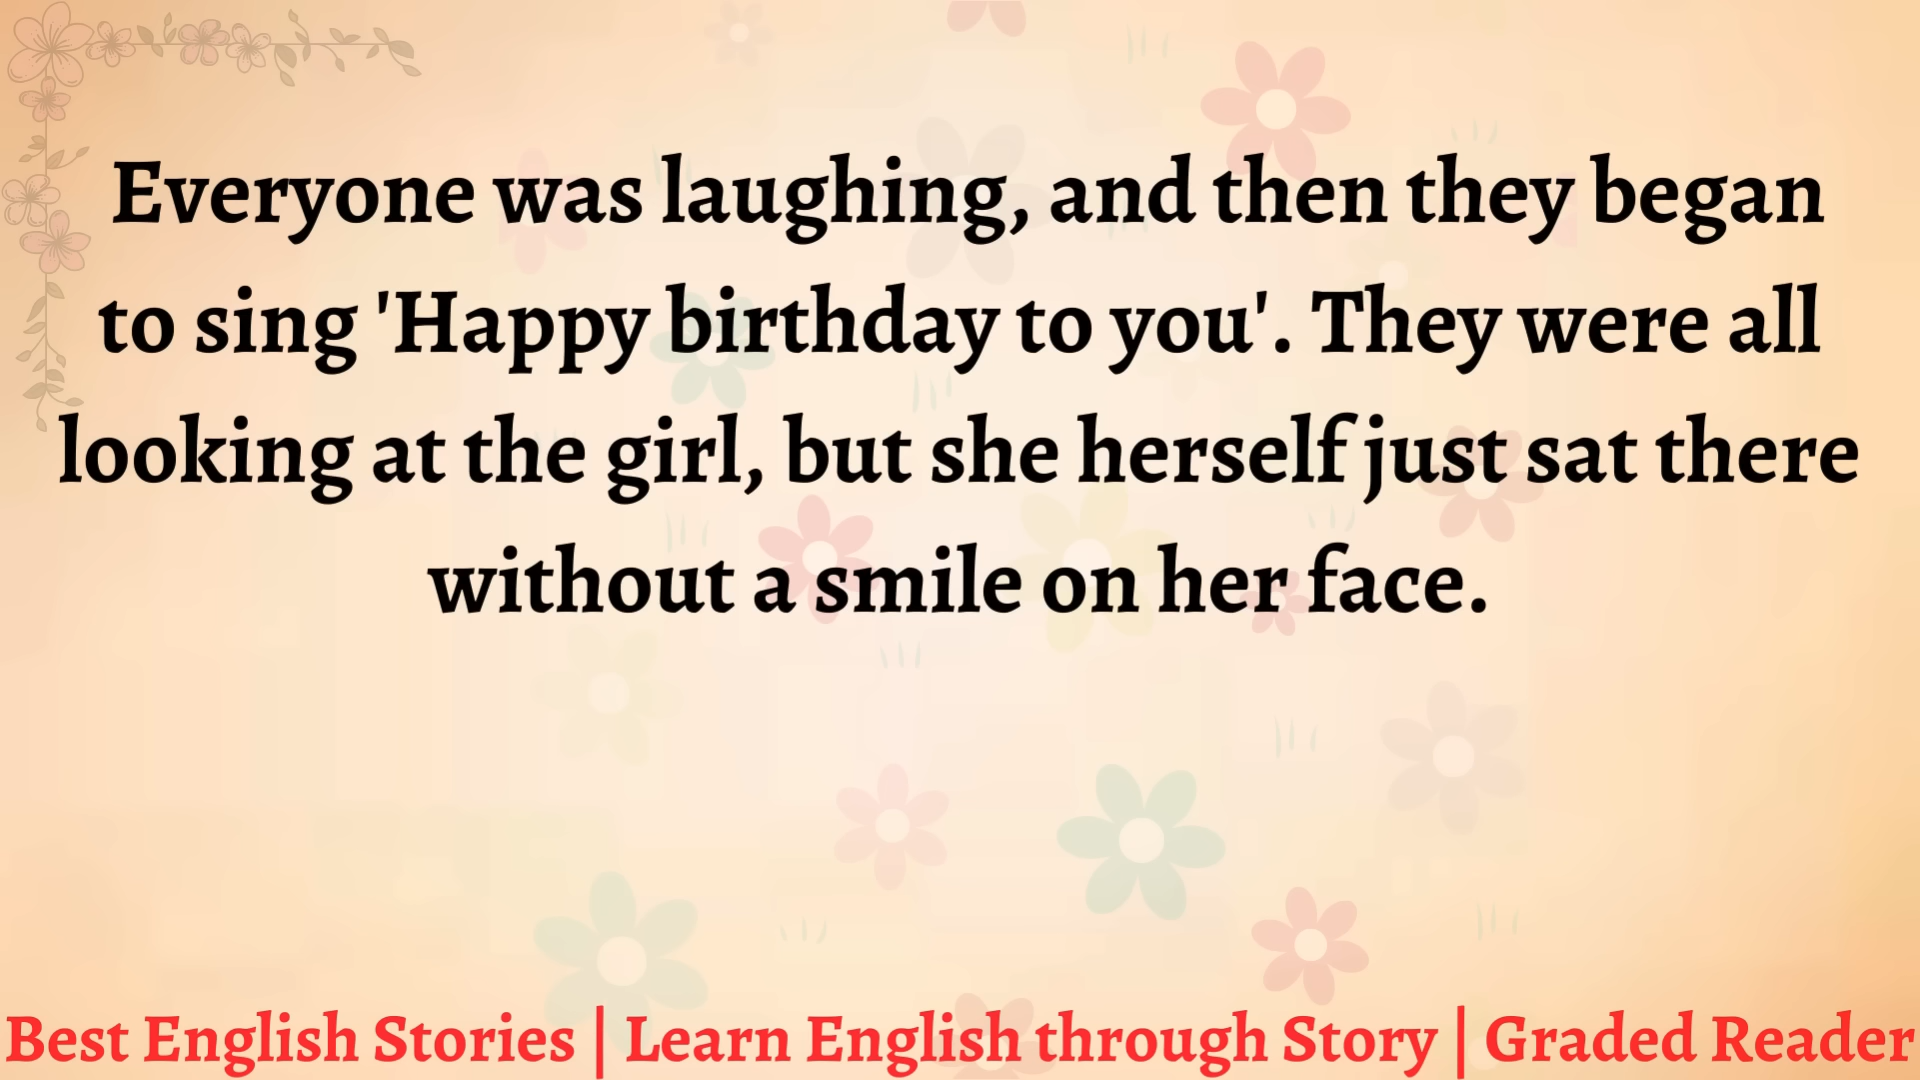 Everyone was laughing, and then they began
to sing 'Happy birthday to you'. They were all
looking at the girl, but she herself just sat there
without a smile on her face.
Best English Stories | Learn English through Story | Graded Reader